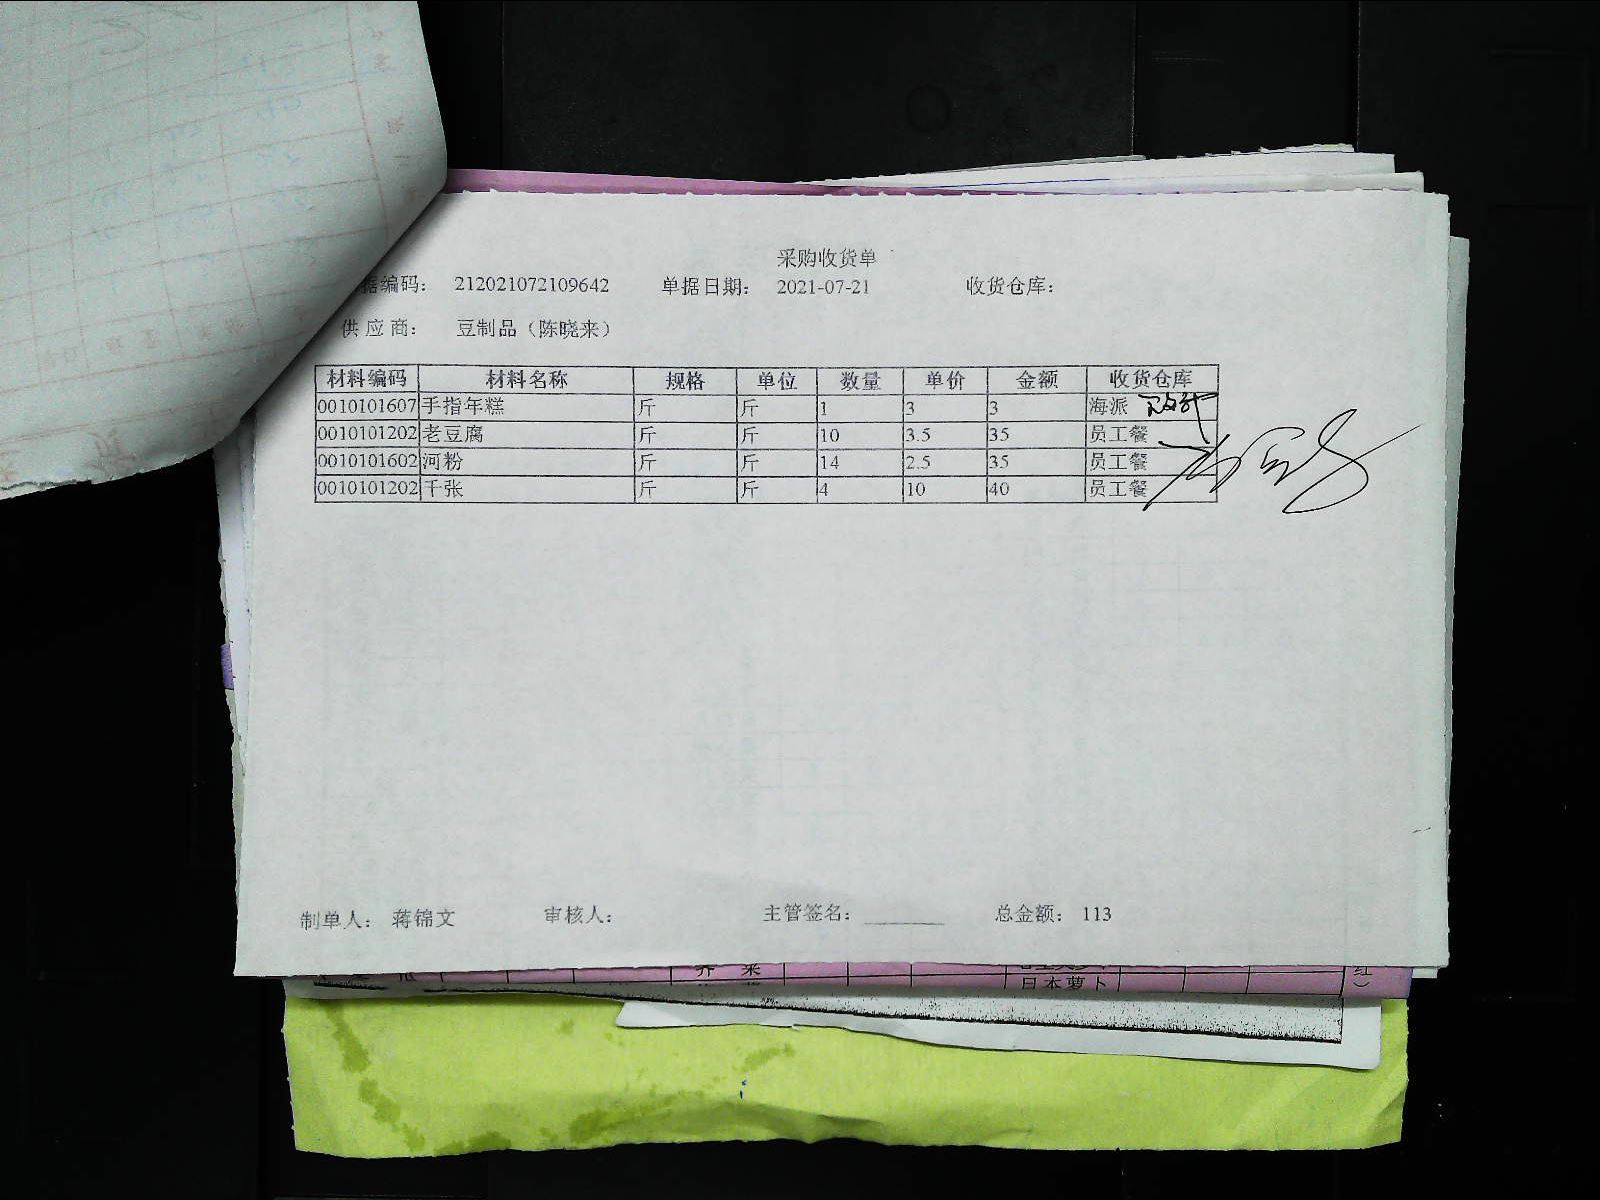 采购收货单
据编码： 212021072109642 单据日期： 2021-07-21 收货仓库：
供应商： 豆制品（陈晓来）
材料编码 材料名称 规格 单位 数量 单价 金额 收货仓库
0010101607 手指年糕 斤 斤 1 3 3 海派
0010101202 老豆腐 斤 斤 10 3.5 35 员工餐
0010101602 河粉 斤 斤 14 2.5 35 员工餐
0010101202 千张 斤 斤 4 10 40 员工餐
制单人： 蒋锦文 审核人： 主管签名： 总金额： 113
日本萝卜